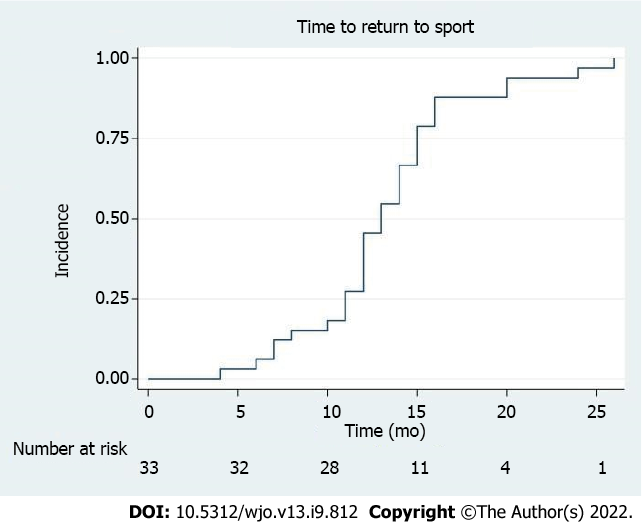 Time to return to sport
1.00
0.75
0.50
0.25
0.00
Incidence
0 5 10 15 20 25
Time (mo)
Number at risk
33 32 28 11 4 1
DOI: 10.5312/wjo.v13.i9.812 Copyright ©The Author(s) 2022.